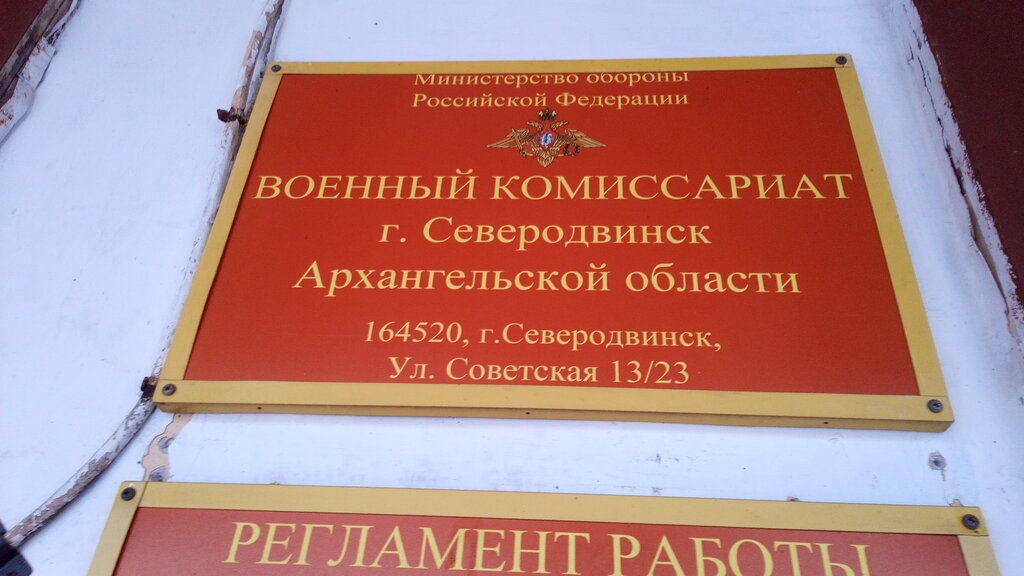 Министерство обороны
Российской Федерации
ВОЕННЫЙ КОМИССАРИАТ
г. Северодвинск
Архангельской области
164520, г.Северодвинск,
Ул. Советская 13/23
РЕГЛАМЕНТ РАБОТЫ